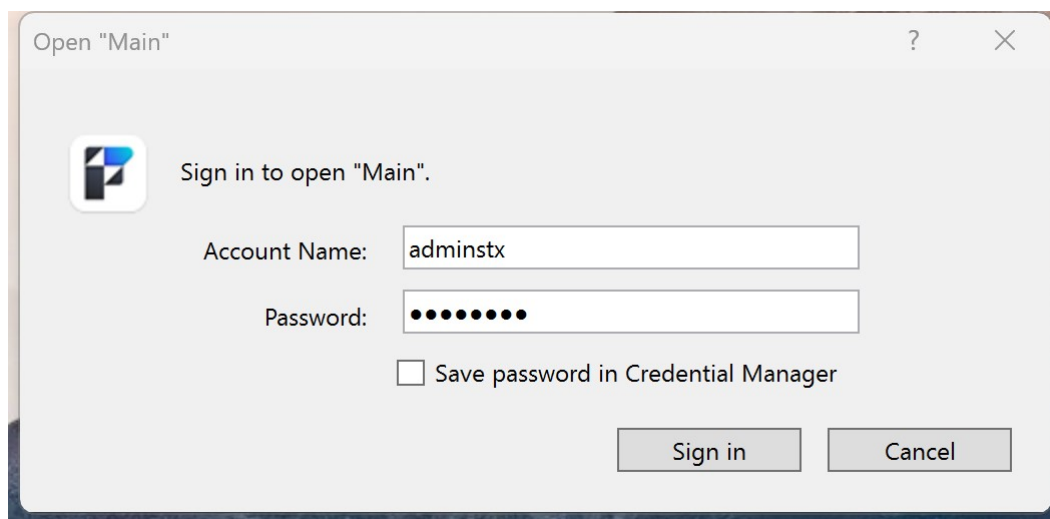 Open "Main"
Sign in to open "Main".
Account Name: adminstx
Password: ••••••••
Save password in Credential Manager
Sign in Cancel